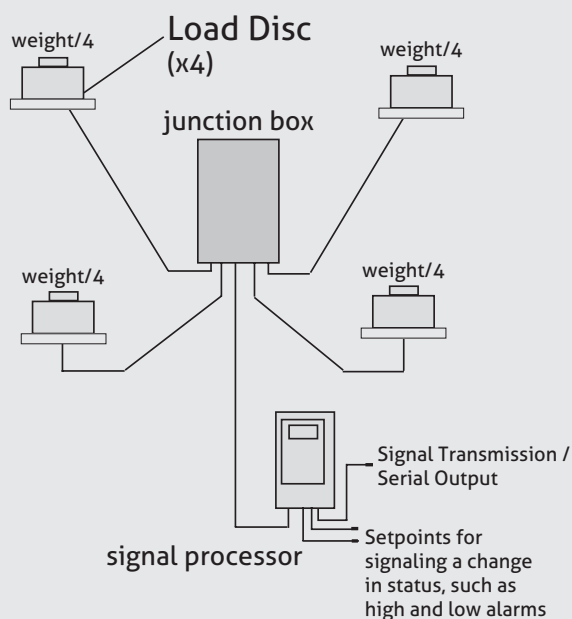 Load Disc
(x4)
weight/4
weight/4
junction box
weight/4
weight/4
Signal Transmission /
Serial Output
signal processor
Setpoints for
signaling a change
in status, such as
high and low alarms